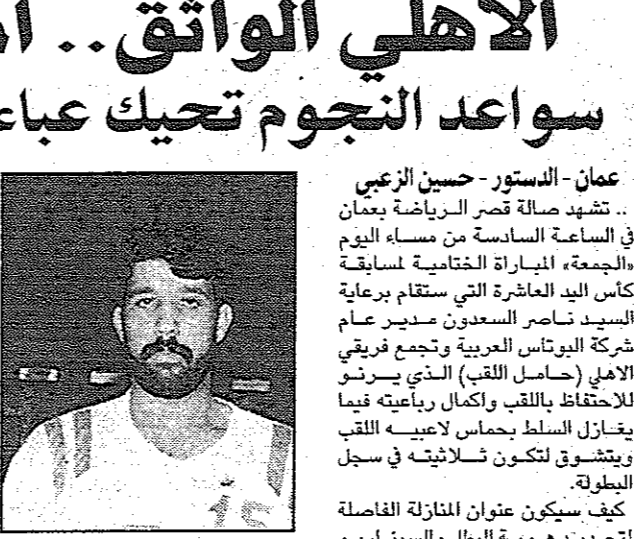 الاهلي الواثق ..
سواعد النجوم تحيك
عمان - الدستور - حسين الزعبي
.. تشهد صالة قصر الرياضة بعمان
في الساعة السادسة من مساء اليوم
«الجمعة» المباراة الختامية لمسابقة
كأس اليد العاشرة التي ستقام برعاية
السيد ناصر السعدون مدير عام
شركة البوتاس العربية وتجمع فريقي
الاهلي (حامل اللقب) الذي يرنو
للاحتفاظ باللقب واكمال رباعيته فيما
يغازل السلط بحماس لاعبيه اللقب
ويتشوق لتكون ثلاثيته في سجل
البطولة.
كيف سيكون عنوان المنازلة الفاصلة
15